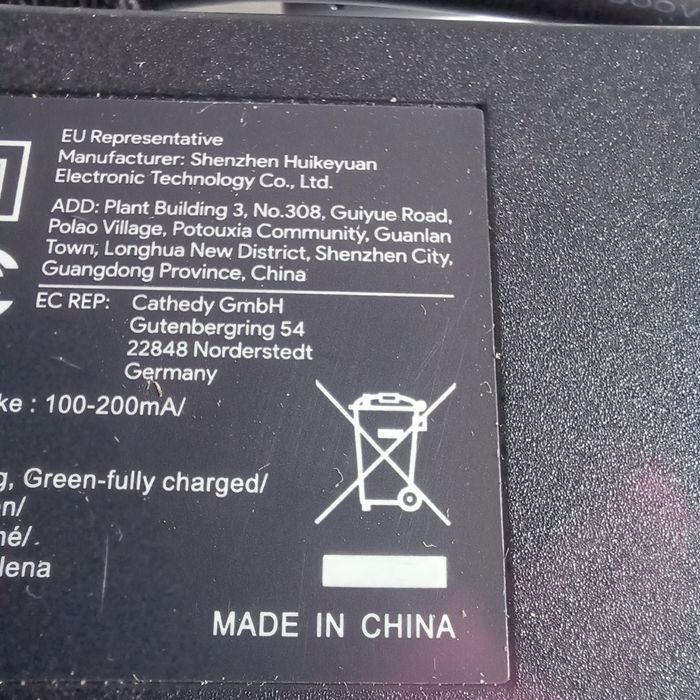 EU Representative
Manufacturer: Shenzhen Huikeyuan
Electronic Technology Co., Ltd.
ADD: Plant Building 3, No.308, Guiyue Road,
Polao Village, Potouxia Community, Guanlan
Town, Longhua New District, Shenzhen City,
Guangdong Province, China
EC REP: Cathedy GmbH
Gutenbergring 54
22848 Norderstedt
Germany
ke : 100-200mA/
g, Green-fully charged/
n/
né/.
lena
MADE IN CHINA